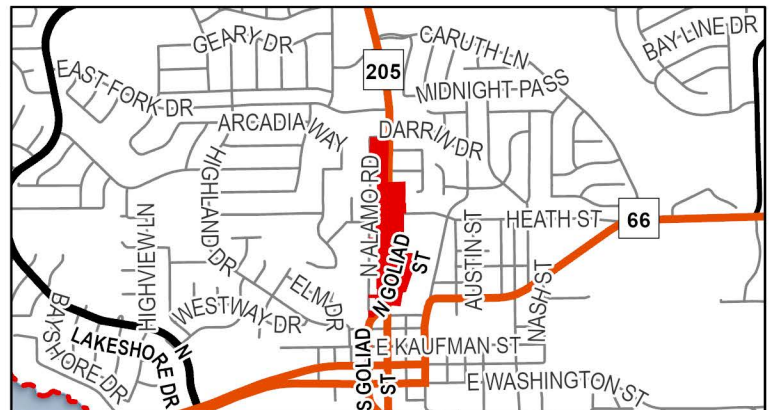 GEARY DR
CARUTH LN
BAY LINE DR
205
EAST FORK DR
MIDNIGHT PASS
ARCADIA WAY
DARRIN DR
HIGHLAND DR
N ALAMO RD
HIGHVIEW LN
AUSTIN ST
HEATH ST
66
N GOLIAD
ST
ELM DR
NASH ST
WESTWAY DR
BAYSHORE DR
N
LAKESHORE DR
E KAUFMAN ST
S GOLIAD
ST
E WASHINGTON ST